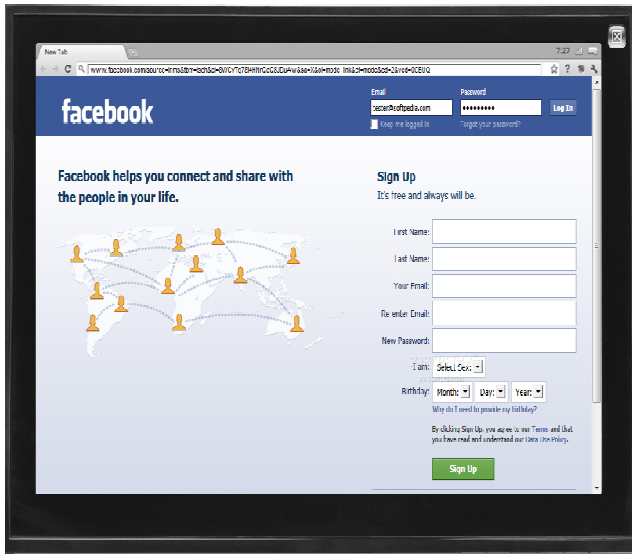 New Tab
7:27
Email
Password
tester@softpedia.com
Log In
facebook
Keep me logged in
Forgot your password?
Facebook helps you connect and share with
the people in your life.
Sign Up
It's free and always will be.
First Name:
Last Name:
Your Email:
Re enter Email:
New Password:
I am:
Select Sex:
Birthday:
Month:
Day:
Year:
Why do I need to provide my birthday?
By clicking Sign Up, you agree to our Terms and that
you have read and understand our Data Use Policy.
Sign Up